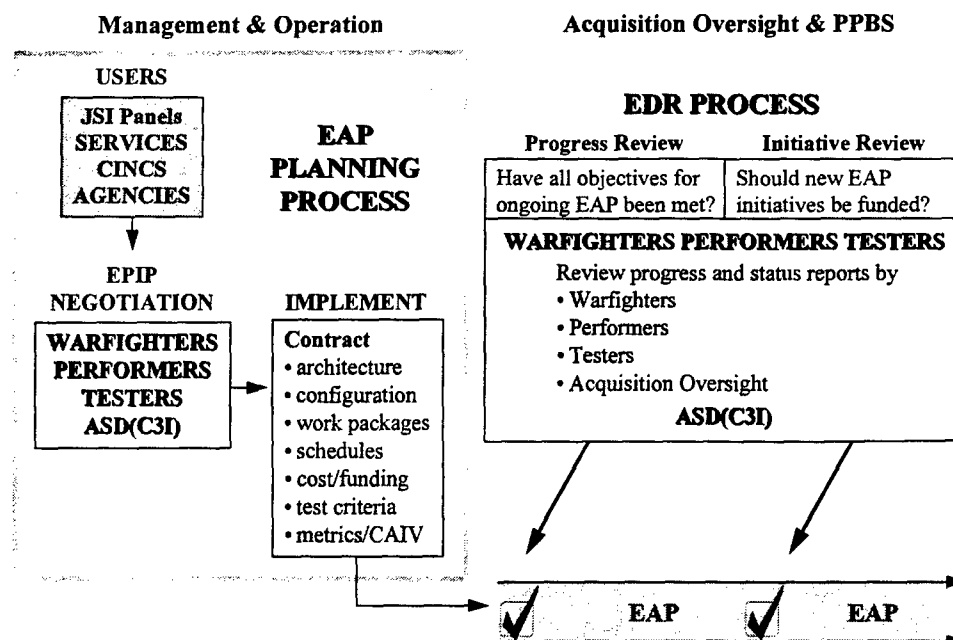 Management & Operation
Acquisition Oversight & PPBS
USERS
JSI Panels
SERVICES
CINCS
AGENCIES
EAP
PLANNING
PROCESS
EPIP
NEGOTIATION
WARFIGHTERS
PERFORMERS
TESTERS
ASD(C3I)
IMPLEMENT
Contract
• architecture
• configuration
• work packages
• schedules
• cost/funding
• test criteria
• metrics/CAIV
EDR PROCESS
Progress Review
Initiative Review
Have all objectives for
ongoing EAP been met?
Should new EAP
initiatives be funded?
WARFIGHTERS PERFORMERS TESTERS
Review progress and status reports by
• Warfighters
• Performers
• Testers
• Acquisition Oversight
ASD(C3I)
EAP
EAP